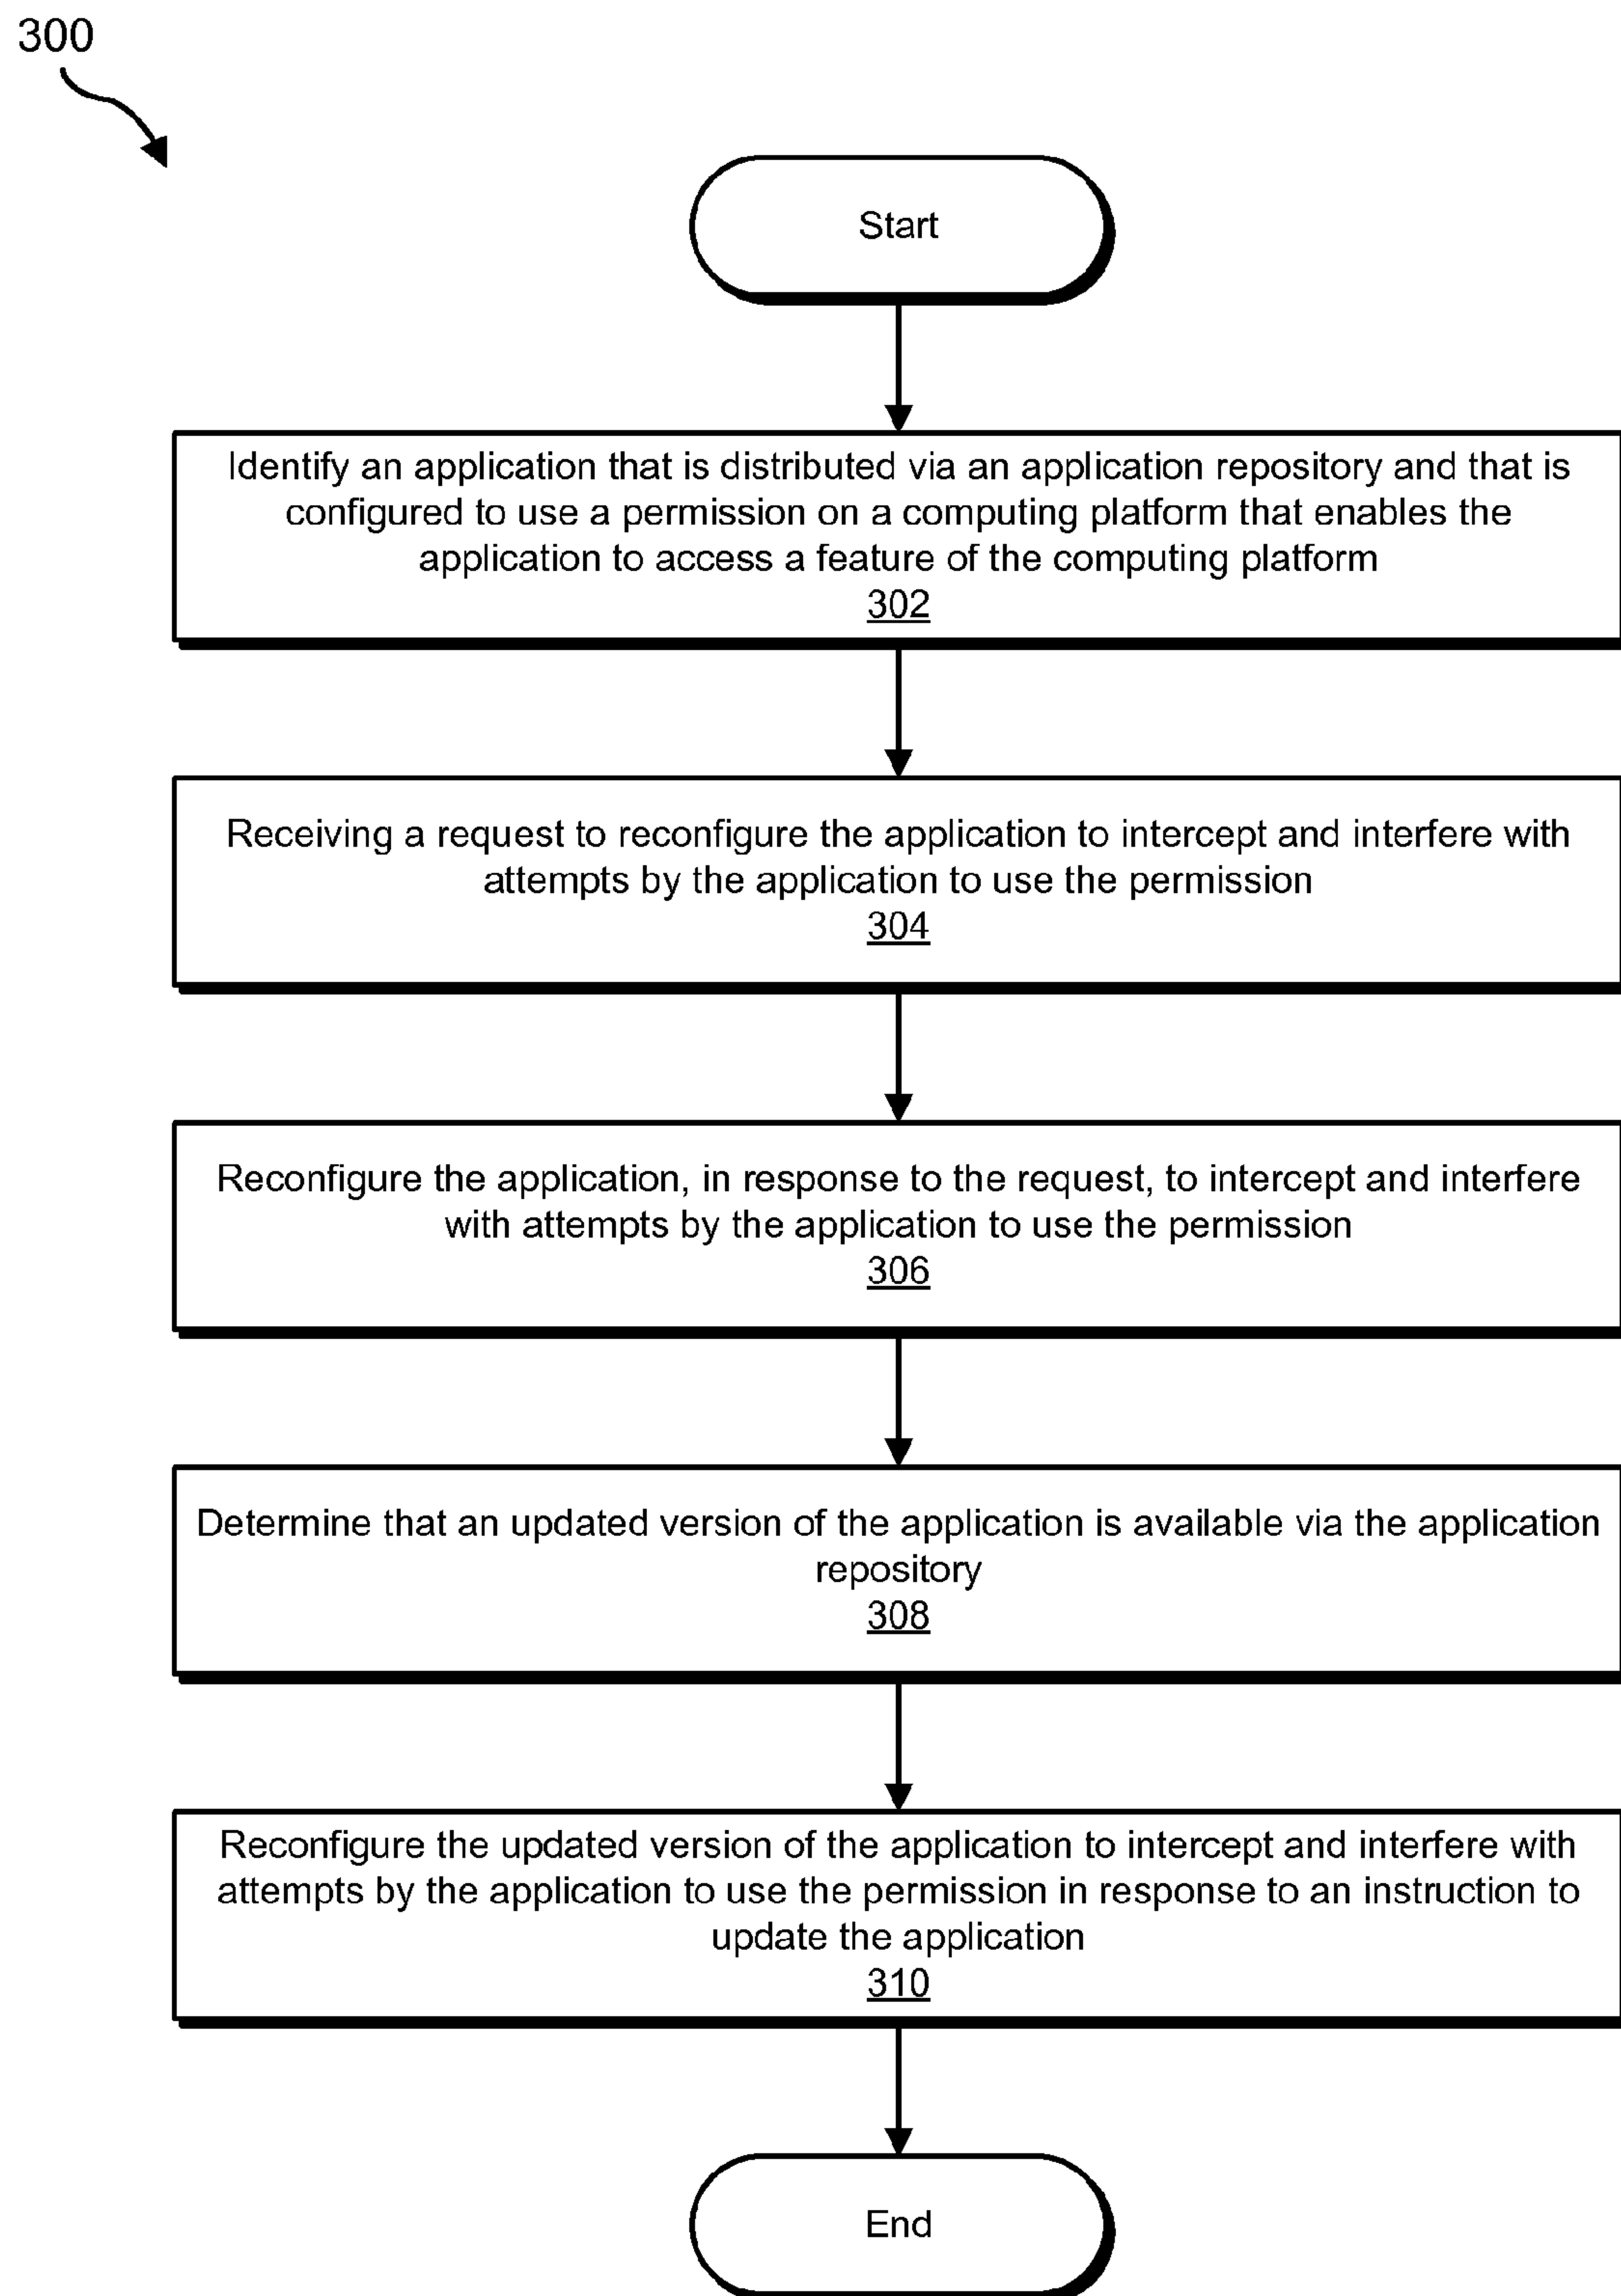 300
Start
Identify an application that is distributed via an application repository and that is
configured to use a permission on a computing platform that enables the
application to access a feature of the computing platform
302
Receiving a request to reconfigure the application to intercept and interfere with
attempts by the application to use the permission
304
Reconfigure the application, in response to the request, to intercept and interfere
with attempts by the application to use the permission
306
Determine that an updated version of the application is available via the application
repository
308
Reconfigure the updated version of the application to intercept and interfere with
attempts by the application to use the permission in response to an instruction to
update the application
310
End